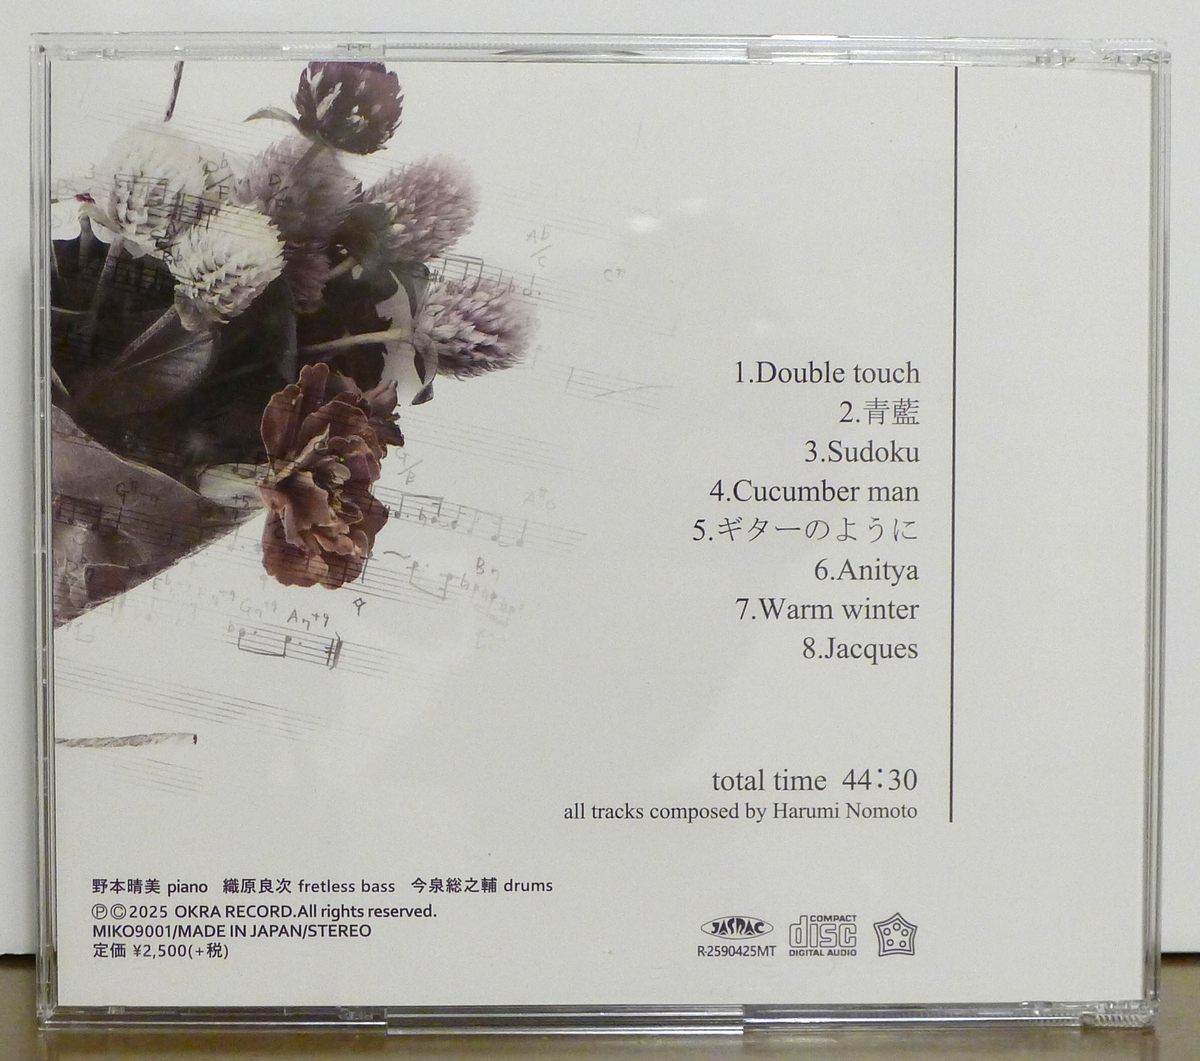 1.Double touch
2.青藍
3.Sudoku
4.Cucumber man
5.ギターのように
6.Anitya
7.Warm winter
8.Jacques
total time 44:30
all tracks composed by Harumi Nomoto
野本晴美 piano 織原良次 fretless bass 今泉総之輔 drums
Ⓟ©2025 OKRA RECORD.All rights reserved.
MIKO9001/MADE IN JAPAN/STEREO
定価 ¥2,500(+税)
JASRAC
R-2590425MT
COMPACT
disc
DIGITAL AUDIO